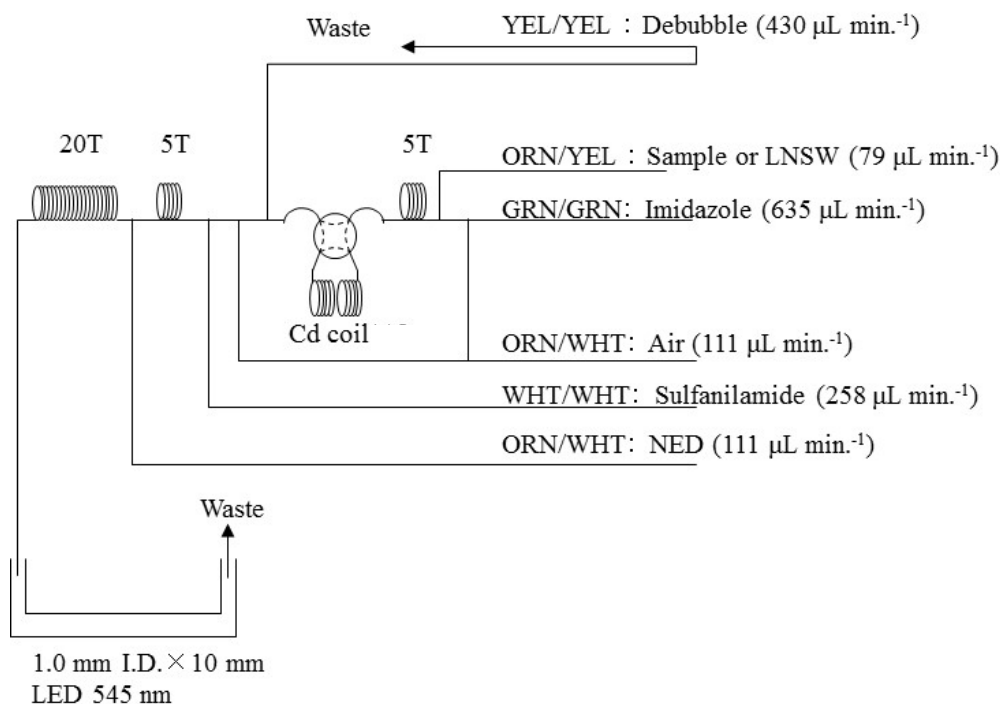 Waste
YEL/YEL : Debubble (430 μL min.⁻¹)
20T
5T
5T
ORN/YEL : Sample or LNSW (79 μL min.⁻¹)
GRN/GRN: Imidazole (635 μL min.⁻¹)
Cd coil
ORN/WHT: Air (111 μL min.⁻¹)
WHT/WHT: Sulfanilamide (258 μL min.⁻¹)
ORN/WHT: NED (111 μL min.⁻¹)
Waste
1.0 mm I.D.×10 mm
LED 545 nm